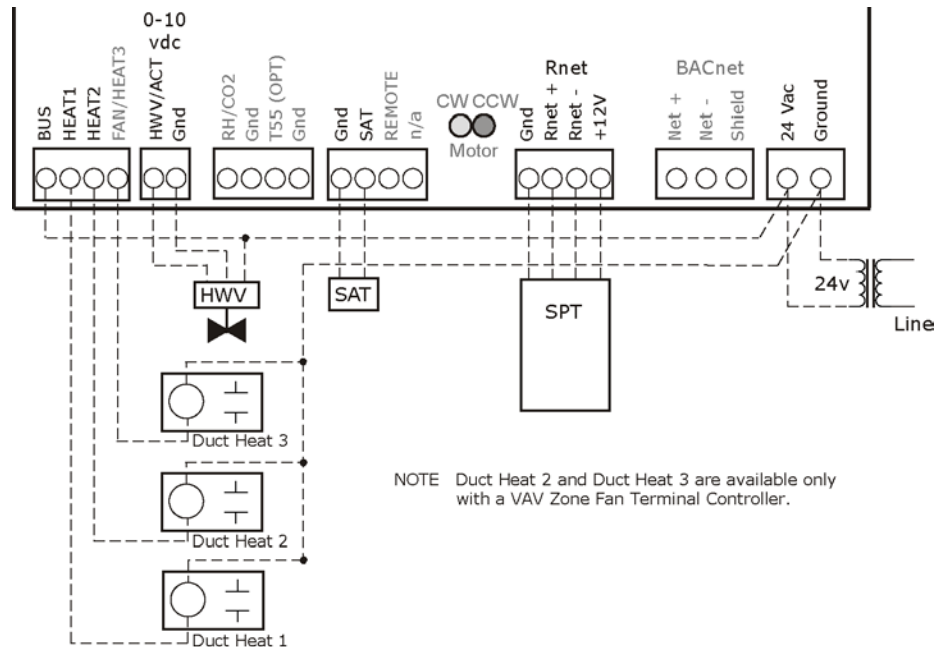 0-10
vdc
BUS
HEAT1
HEAT2
FAN/HEAT3
HWV/ACT
Gnd
RH/CO2
Gnd
T55 (OPT)
Gnd
Gnd
SAT
REMOTE
n/a
CW CCW
Motor
Rnet
Gnd
Rnet +
Rnet -
+12V
BACnet
Net +
Net -
Shield
24 Vac
Ground
HWV
SAT
SPT
24v
Line
Duct Heat 3
NOTE Duct Heat 2 and Duct Heat 3 are available only
with a VAV Zone Fan Terminal Controller.
Duct Heat 2
Duct Heat 1